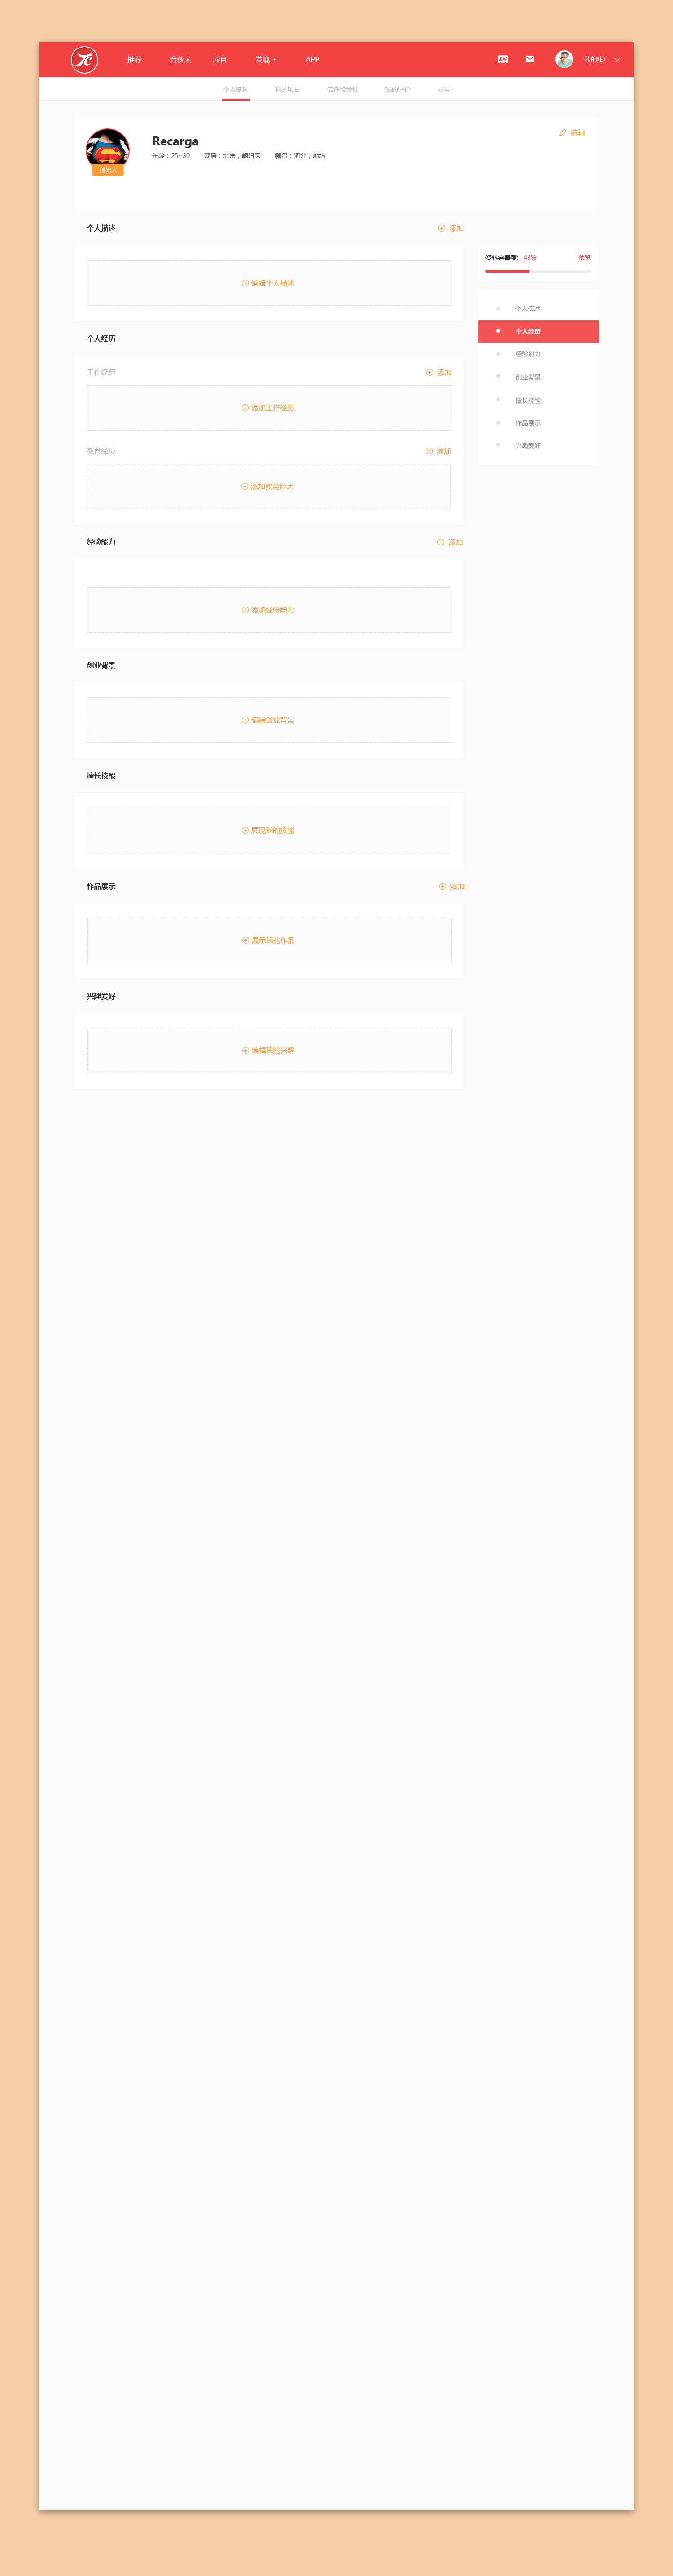 推荐 合伙人 项目 发现 APP 我的账户
个人资料 我的项目 信任和验证 我的评价 账号
Recarga
编辑
年龄：25~30 现居：北京，朝阳区 籍贯：河北，廊坊
创始人
个人描述 添加
编辑个人描述
个人经历
工作经历 添加
添加工作经历
教育经历 添加
添加教育经历
经验能力 添加
添加经验能力
创业背景
编辑创业背景
擅长技能
展现我的技能
作品展示 添加
展示我的作品
兴趣爱好
编辑我的兴趣
资料完善度: 43% 预览
个人描述
个人经历
经验能力
创业背景
擅长技能
作品展示
兴趣爱好